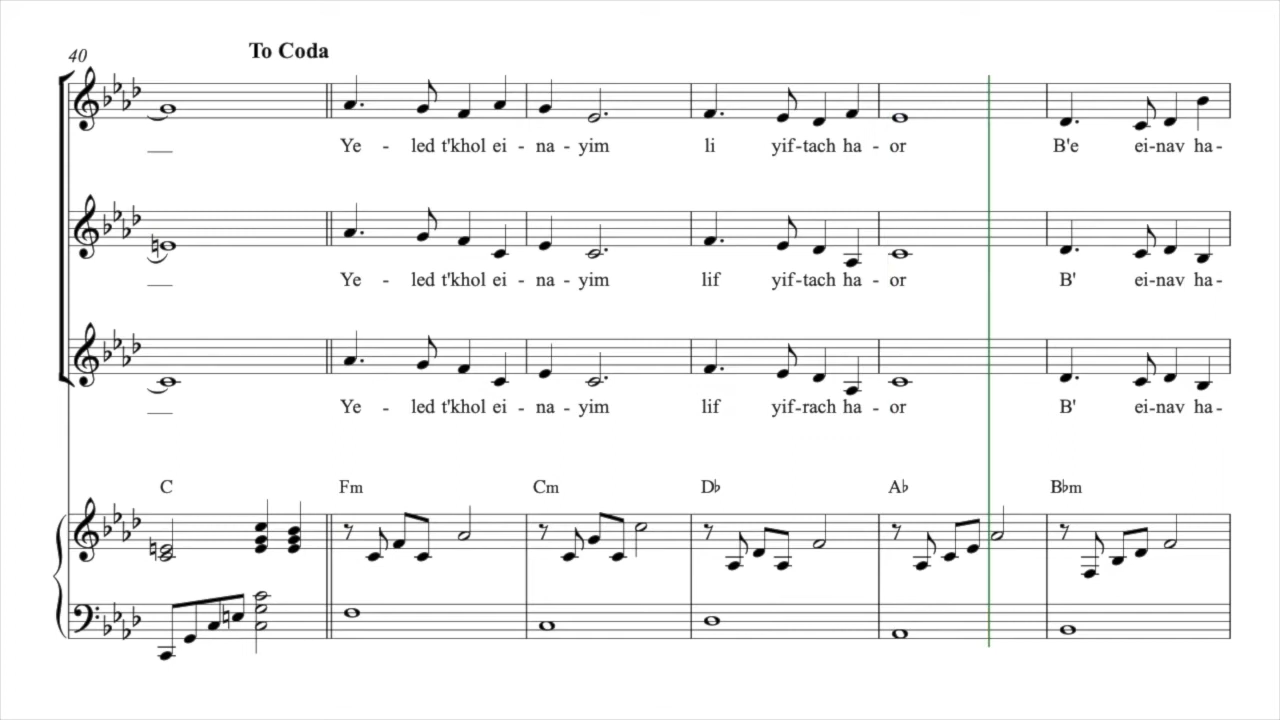 40
To Coda
Ye - led t'khol ei - na - yim li yif-tach ha - or B'e ei-nav ha-
Ye - led t'khol ei - na - yim lif yif-tach ha - or B' ei-nav ha-
Ye - led t'khol ei - na - yim lif yif-rach ha - or B' ei-nav ha-
C Fm Cm D♭ A♭ B♭m